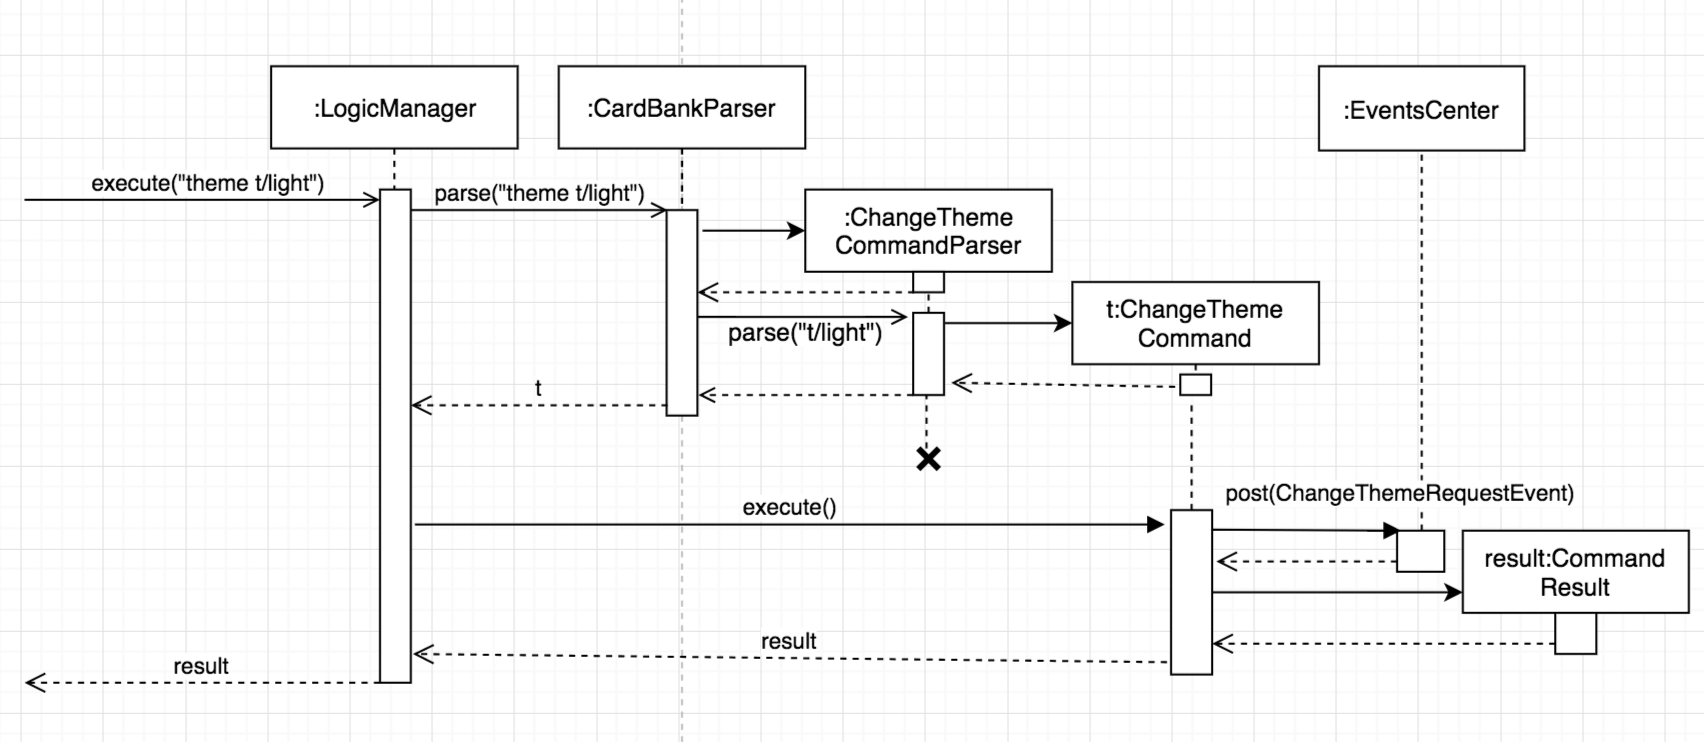 :LogicManager
:CardBankParser
:EventsCenter
execute("theme t/light")
parse("theme t/light")
:ChangeTheme
CommandParser
t:ChangeTheme
Command
parse("t/light")
t
post(ChangeThemeRequestEvent)
execute()
result:Command
Result
result
result